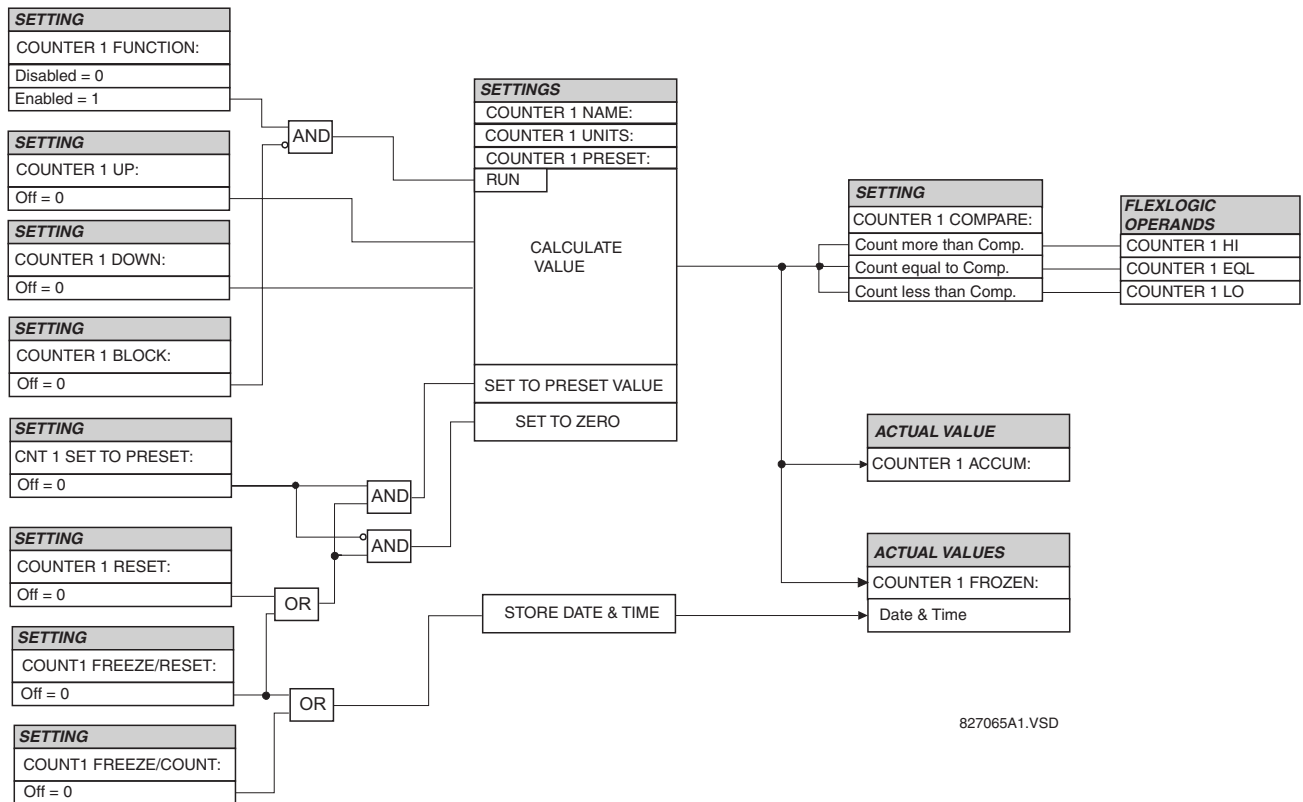 SETTING
COUNTER 1 FUNCTION:
Disabled = 0
Enabled = 1
AND
SETTING
COUNTER 1 UP:
Off = 0
SETTING
COUNTER 1 DOWN:
Off = 0
SETTING
COUNTER 1 BLOCK:
Off = 0
SETTING
CNT 1 SET TO PRESET:
Off = 0
AND
AND
SETTING
COUNTER 1 RESET:
Off = 0
OR
SETTING
COUNT1 FREEZE/RESET:
Off = 0
OR
SETTING
COUNT1 FREEZE/COUNT:
Off = 0
SETTINGS
COUNTER 1 NAME:
COUNTER 1 UNITS:
COUNTER 1 PRESET:
RUN
CALCULATE
VALUE
SET TO PRESET VALUE
SET TO ZERO
STORE DATE & TIME
SETTING
COUNTER 1 COMPARE:
Count more than Comp.
Count equal to Comp.
Count less than Comp.
FLEXLOGIC
OPERANDS
COUNTER 1 HI
COUNTER 1 EQL
COUNTER 1 LO
ACTUAL VALUE
COUNTER 1 ACCUM:
ACTUAL VALUES
COUNTER 1 FROZEN:
Date & Time
827065A1.VSD